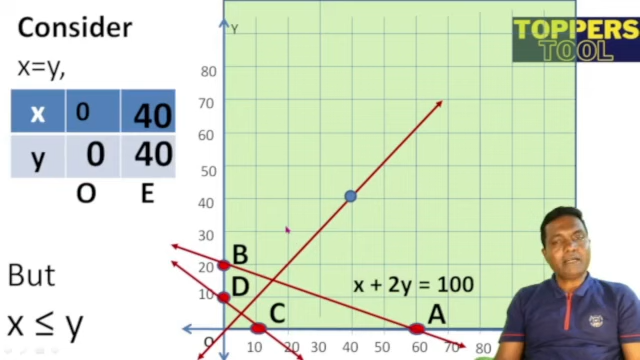 Consider
x=y,
x 0 40
y 0 40
O E
But
x ≤ y
Y
80
70
60
50
40
30
20
10
B
D
C
A
x + 2y = 100
O
10 20 30 40 50 60 70 80
TOPPERS
TOOL